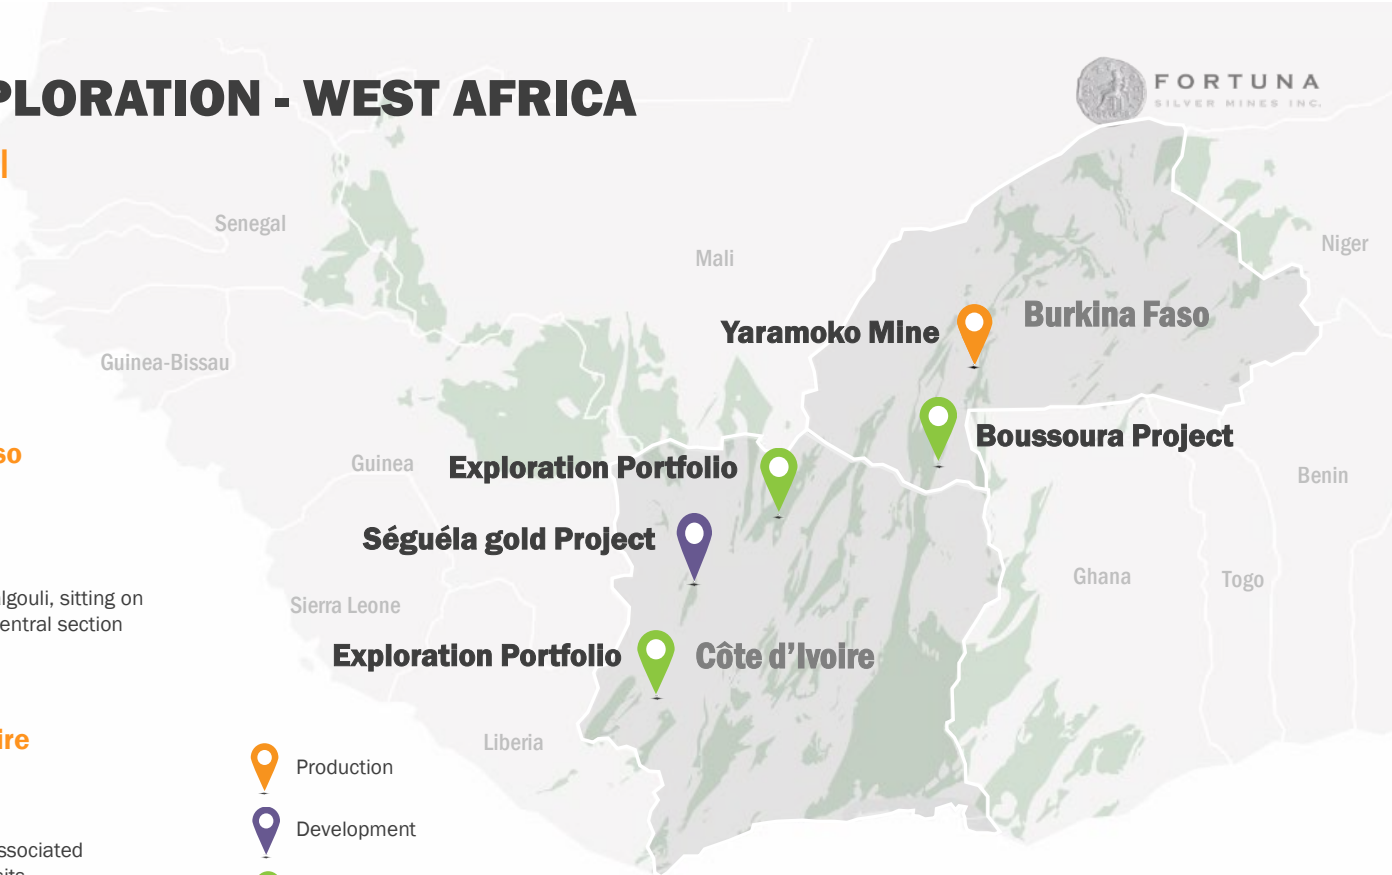 PLORATION - WEST AFRICA
FORTUNA
SILVER MINES INC.
l
Senegal
Mali
Niger
Burkina Faso
Yaramoko Mine
Guinea-Bissau
Boussoura Project
so
Guinea
Exploration Portfolio
Benin
Séguéla gold Project
Ghana
Togo
lgouli, sitting on
entral section
Sierra Leone
Exploration Portfolio
Côte d’Ivoire
ire
Liberia
Production
Development
ssociated